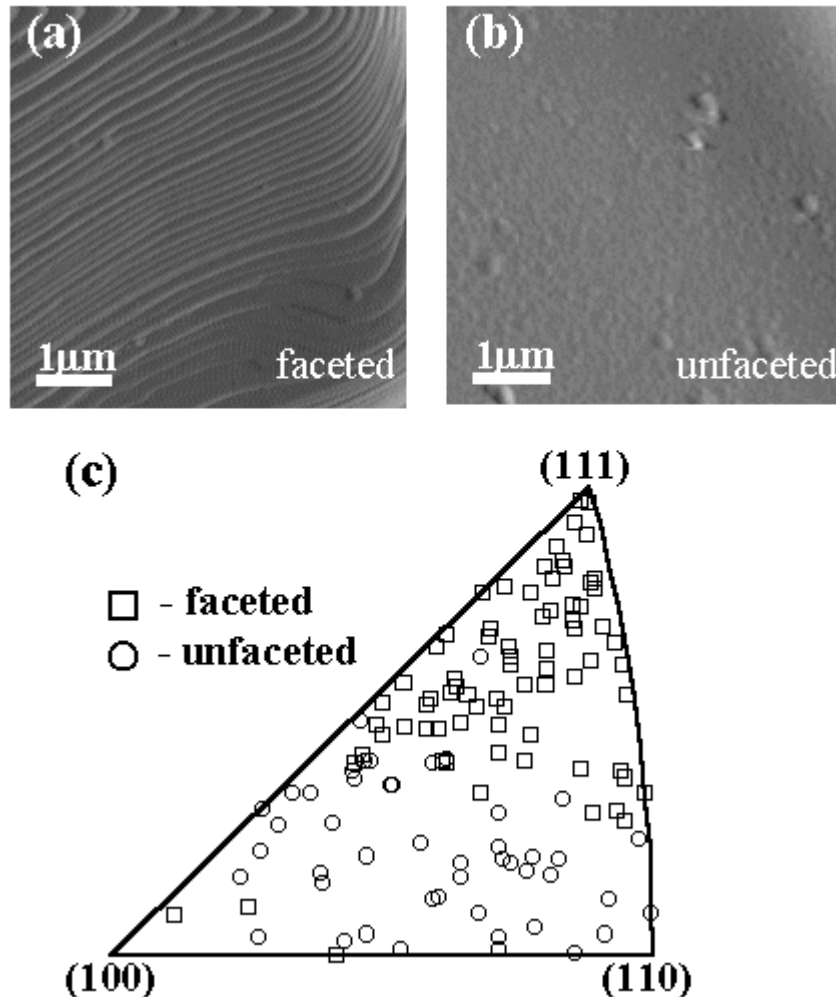 (a)
1μm
faceted
(b)
1μm
unfaceted
(c)
(111)
- faceted
- unfaceted
(100)
(110)